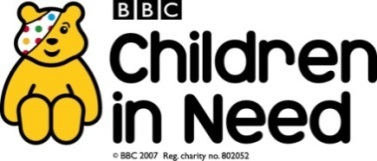 BBC
Children
in Need
© BBC 2007 Reg. charity no. 802052